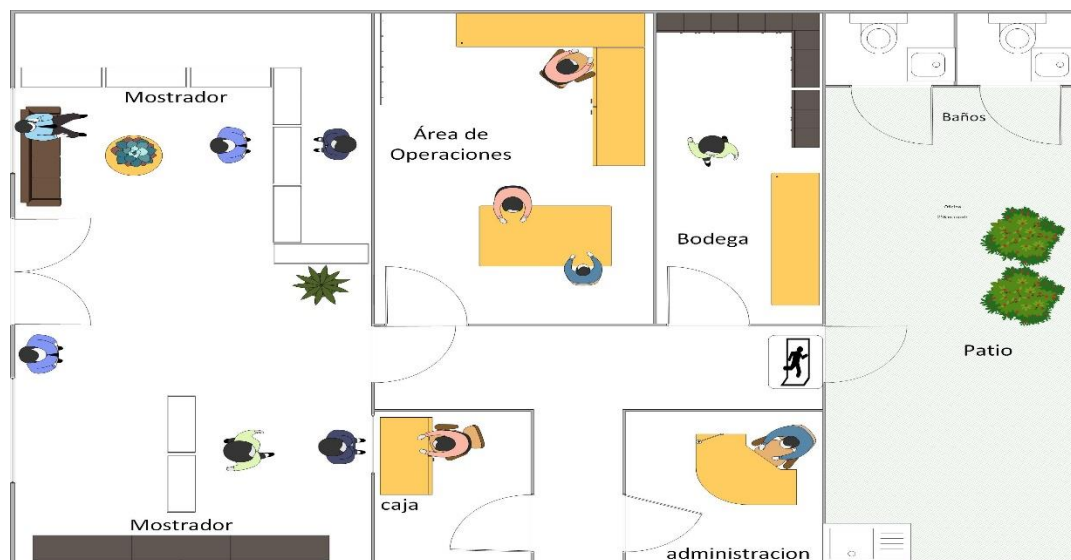 Mostrador
Área de
Operaciones
Baños
Bodega
Patio
caja
Mostrador
administracion